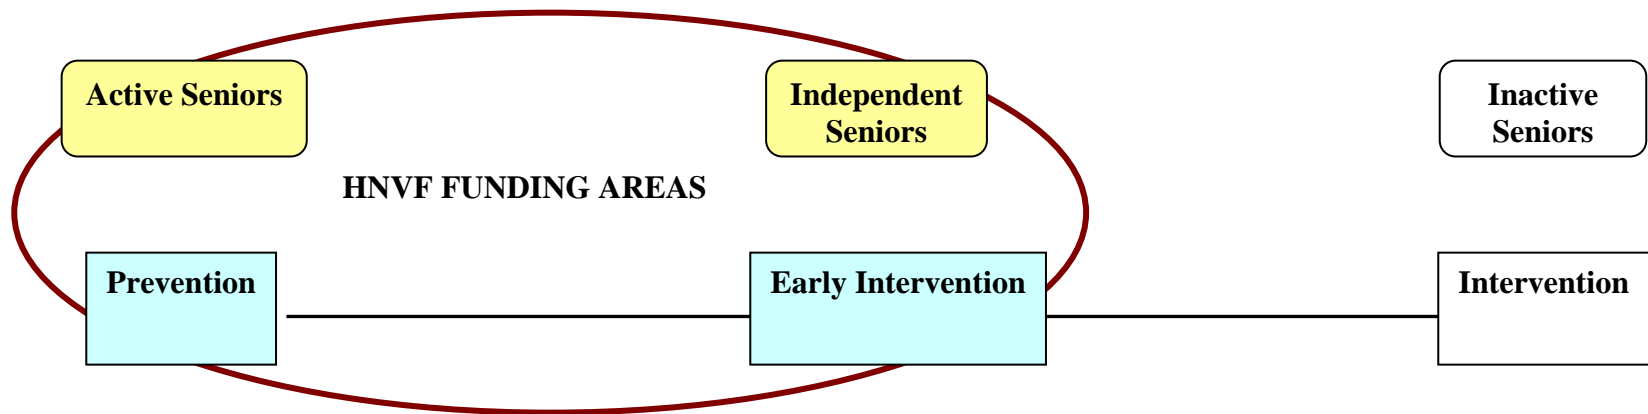 Active Seniors
Independent
Seniors
Inactive
Seniors
HNVF FUNDING AREAS
Prevention
Early Intervention
Intervention